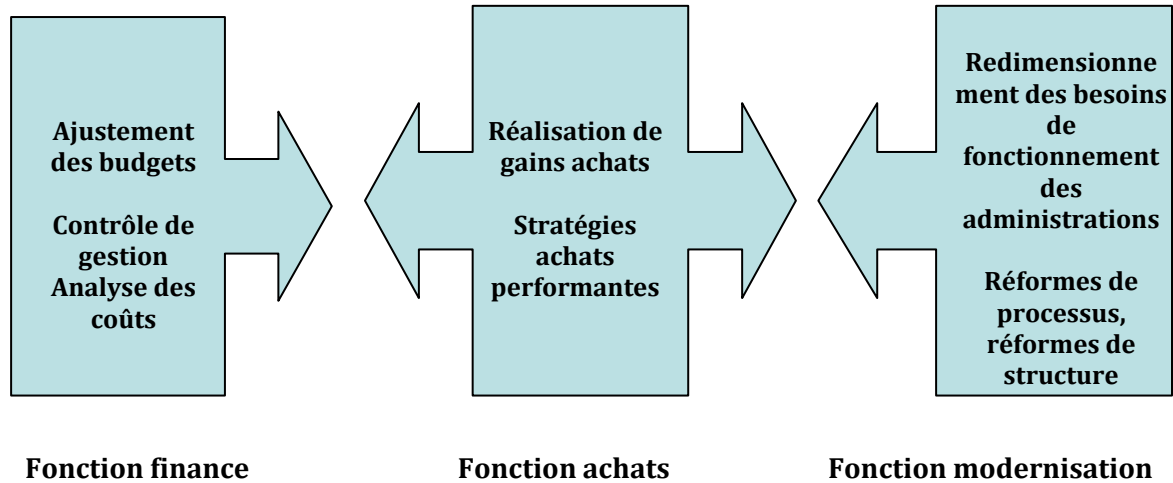 Ajustement
des budgets
Contrôle de
gestion
Analyse des
coûts
Réalisation de
gains achats
Stratégies
achats
performantes
Redimensionne
ment des besoins
de
fonctionnement
des
administrations
Réformes de
processus,
réformes de
structure
Fonction finance
Fonction achats
Fonction modernisation